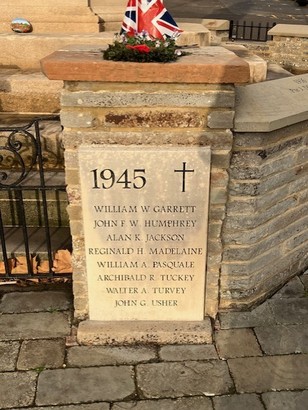 1945
WILLIAM W GARRETT
JOHN F W HUMPHREY
ALAN K JACKSON
REGINALD H MADELAINE
WILLIAM A PASQUALE
ARCHIBALD R TUCKEY
WALTER A TURVEY
JOHN G USHER